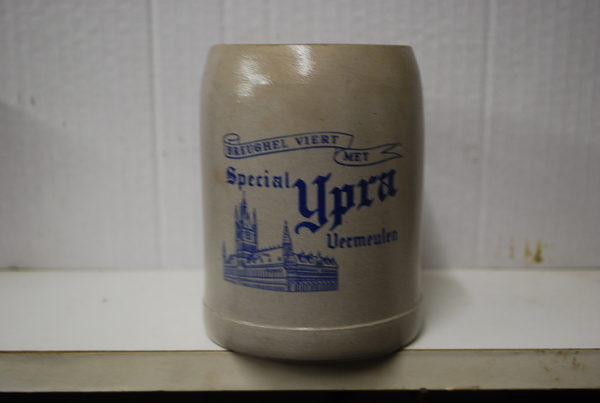 BREUGHEL VIERT
MET
Special
Ypra
Vermeulen